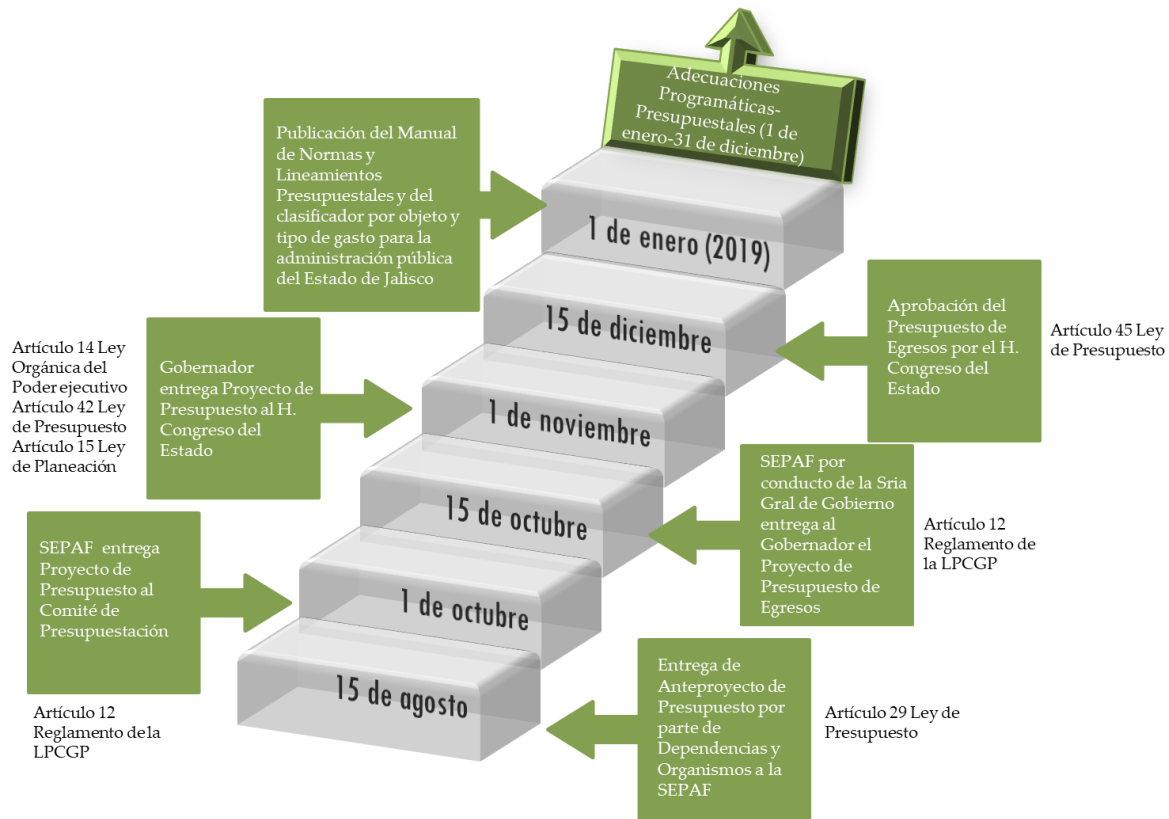 Adecuaciones
Programáticas-
Presupuestales (1 de
enero-31 de diciembre)
Publicación del Manual
de Normas y
Lineamientos
Presupuestales y del
clasificador por objeto y
tipo de gasto para la
administración pública
del Estado de Jalisco
1 de enero (2019)
15 de diciembre
Aprobación del
Presupuesto de
Egresos por el H.
Congreso del
Estado
Artículo 45 Ley
de Presupuesto
Artículo 14 Ley
Orgánica del
Poder ejecutivo
Artículo 42 Ley
de Presupuesto
Artículo 15 Ley
de Planeación
Gobernador
entrega Proyecto de
Presupuesto al H.
Congreso del
Estado
1 de noviembre
15 de octubre
SEPAF por
conducto de la Sria
Gral de Gobierno
entrega al
Gobernador el
Proyecto de
Presupuesto de
Egresos
Artículo 12
Reglamento de
la LPCGP
SEPAF entrega
Proyecto de
Presupuesto al
Comité de
Presupuestación
Artículo 12
Reglamento de la
LPCGP
1 de octubre
15 de agosto
Entrega de
Anteproyecto de
Presupuesto por
parte de
Dependencias y
Organismos a la
SEPAF
Artículo 29 Ley de
Presupuesto